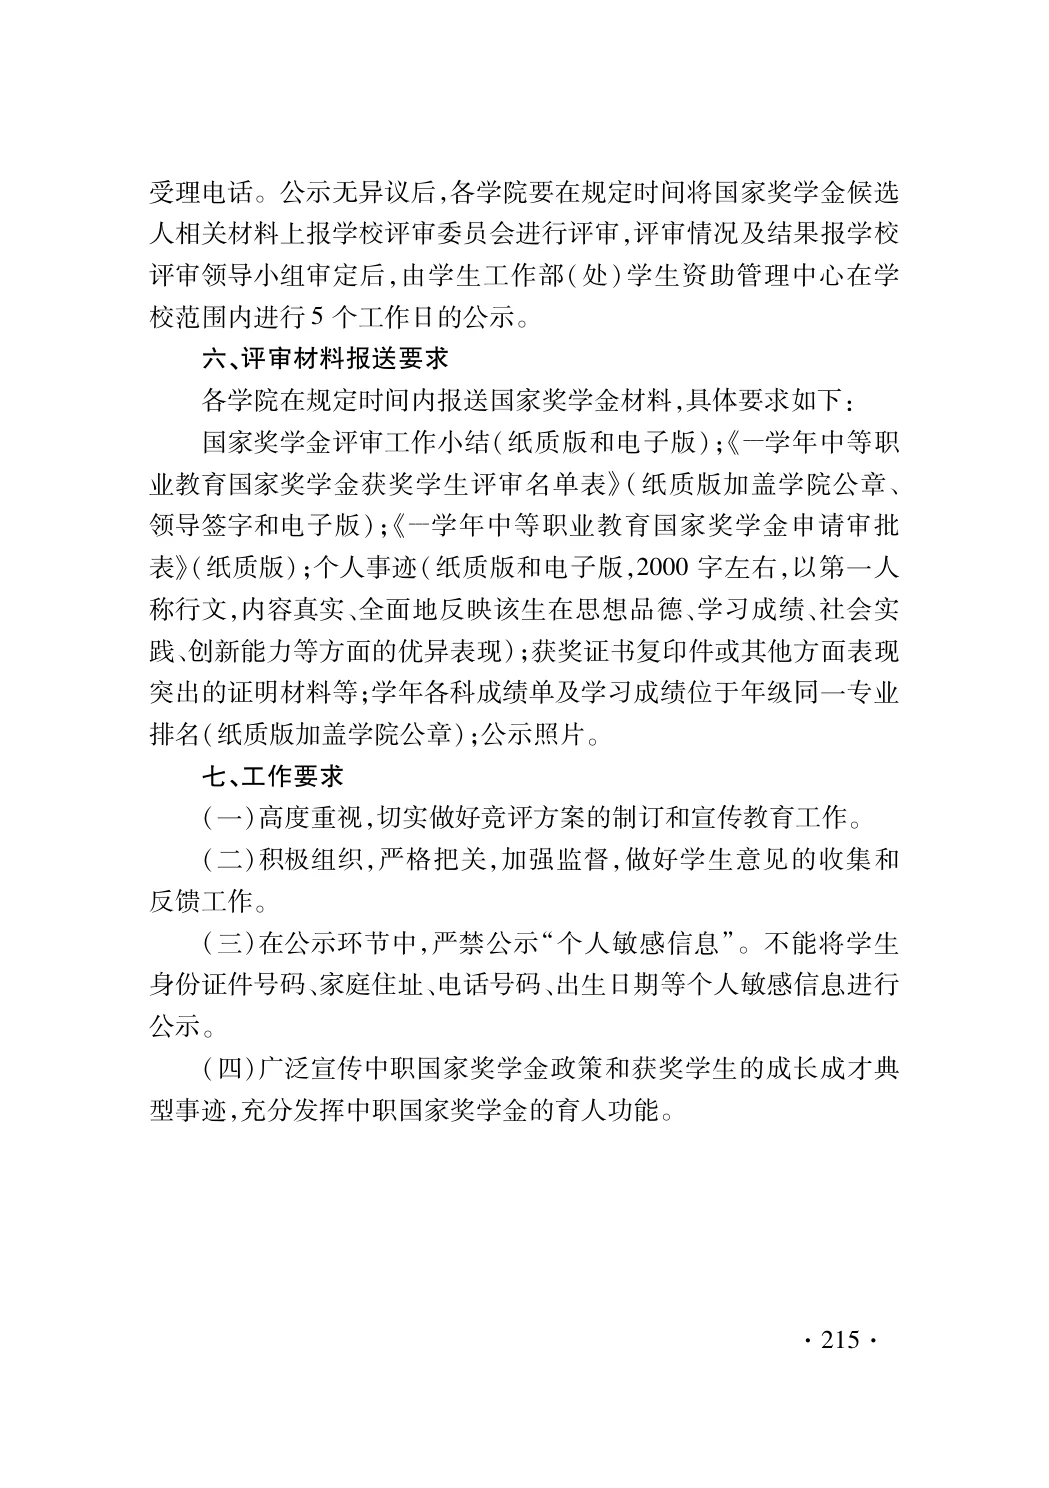 受理电话。公示无异议后,各学院要在规定时间将国家奖学金候选
人相关材料上报学校评审委员会进行评审,评审情况及结果报学校
评审领导小组审定后,由学生工作部(处)学生资助管理中心在学
校范围内进行5 个工作日的公示。
六、评审材料报送要求
各学院在规定时间内报送国家奖学金材料,具体要求如下:
国家奖学金评审工作小结(纸质版和电子版);《—学年中等职
业教育国家奖学金获奖学生评审名单表》(纸质版加盖学院公章、
领导签字和电子版);《—学年中等职业教育国家奖学金申请审批
表》(纸质版);个人事迹(纸质版和电子版,2000 字左右,以第一人
称行文,内容真实、全面地反映该生在思想品德、学习成绩、社会实
践、创新能力等方面的优异表现);获奖证书复印件或其他方面表现
突出的证明材料等;学年各科成绩单及学习成绩位于年级同一专业
排名(纸质版加盖学院公章);公示照片。
七、工作要求
(一)高度重视,切实做好竞评方案的制订和宣传教育工作。
(二)积极组织,严格把关,加强监督,做好学生意见的收集和
反馈工作。
(三)在公示环节中,严禁公示“个人敏感信息”。不能将学生
身份证件号码、家庭住址、电话号码、出生日期等个人敏感信息进行
公示。
(四)广泛宣传中职国家奖学金政策和获奖学生的成长成才典
型事迹,充分发挥中职国家奖学金的育人功能。
· 215 ·